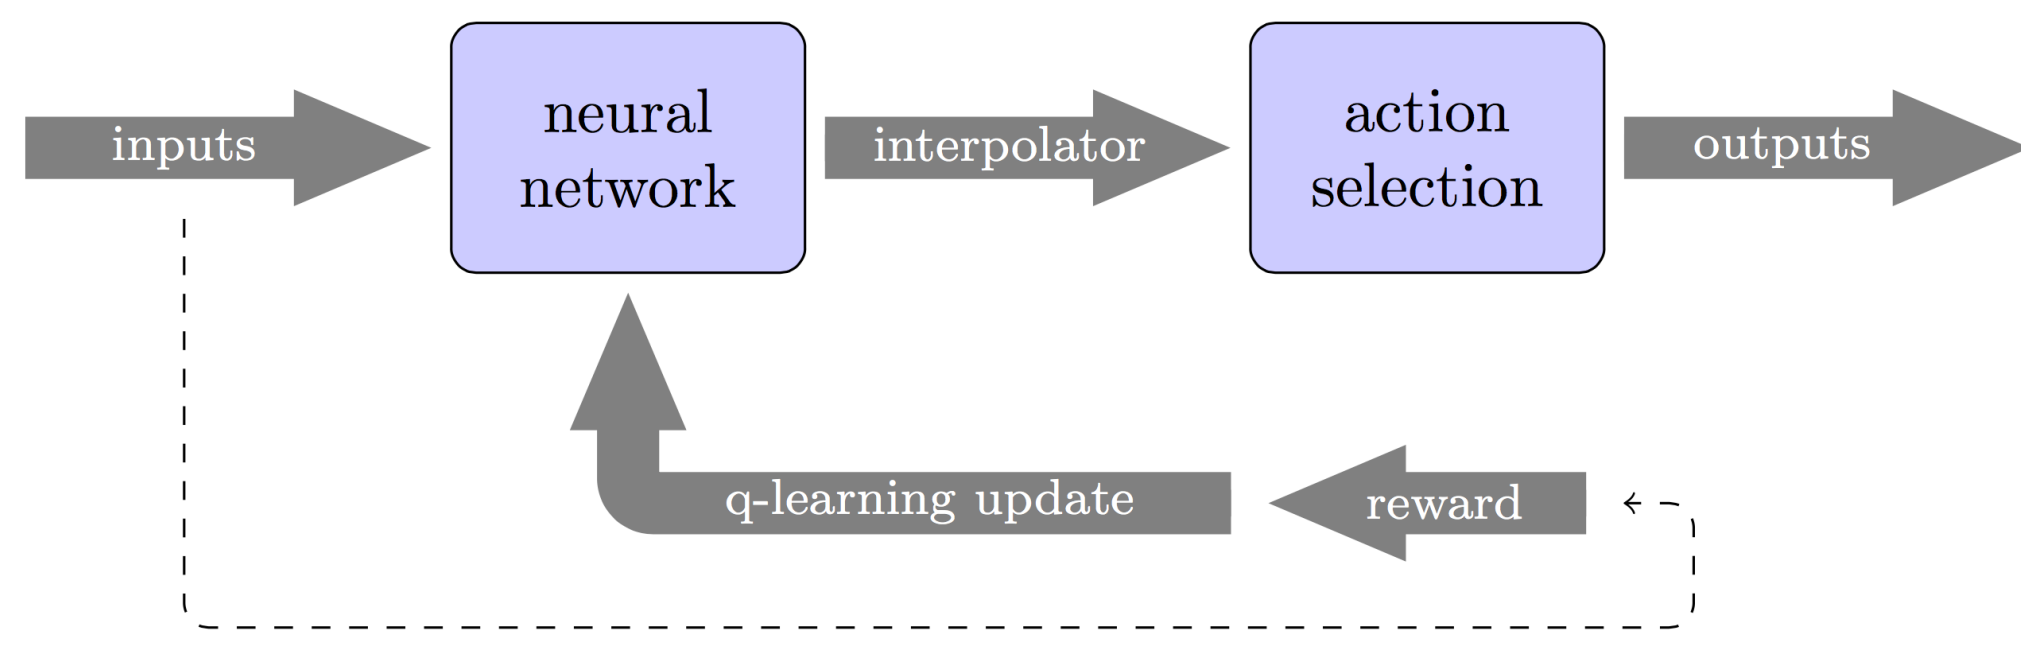 inputs
neural
network
interpolator
action
selection
outputs
q-learning update
reward